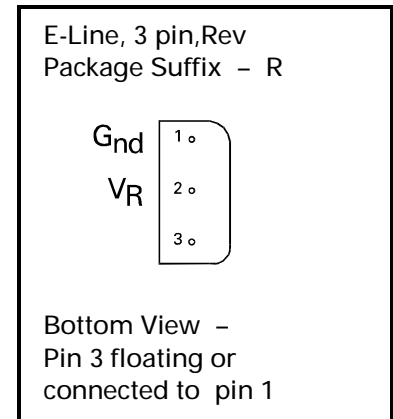 E-Line, 3 pin,Rev
Package Suffix – R
Gnd 1
VR 2
3
Bottom View –
Pin 3 floating or
connected to pin 1